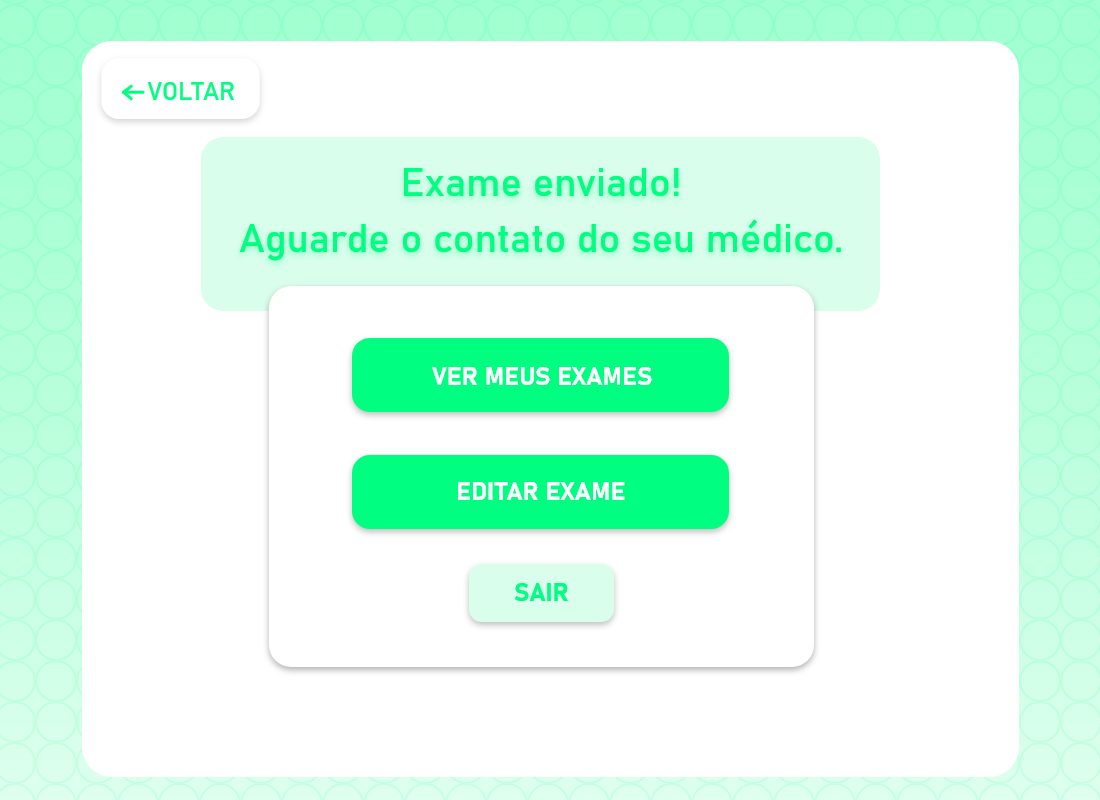 ←VOLTAR
Exame enviado!
Aguarde o contato do seu médico.
VER MEUS EXAMES
EDITAR EXAME
SAIR